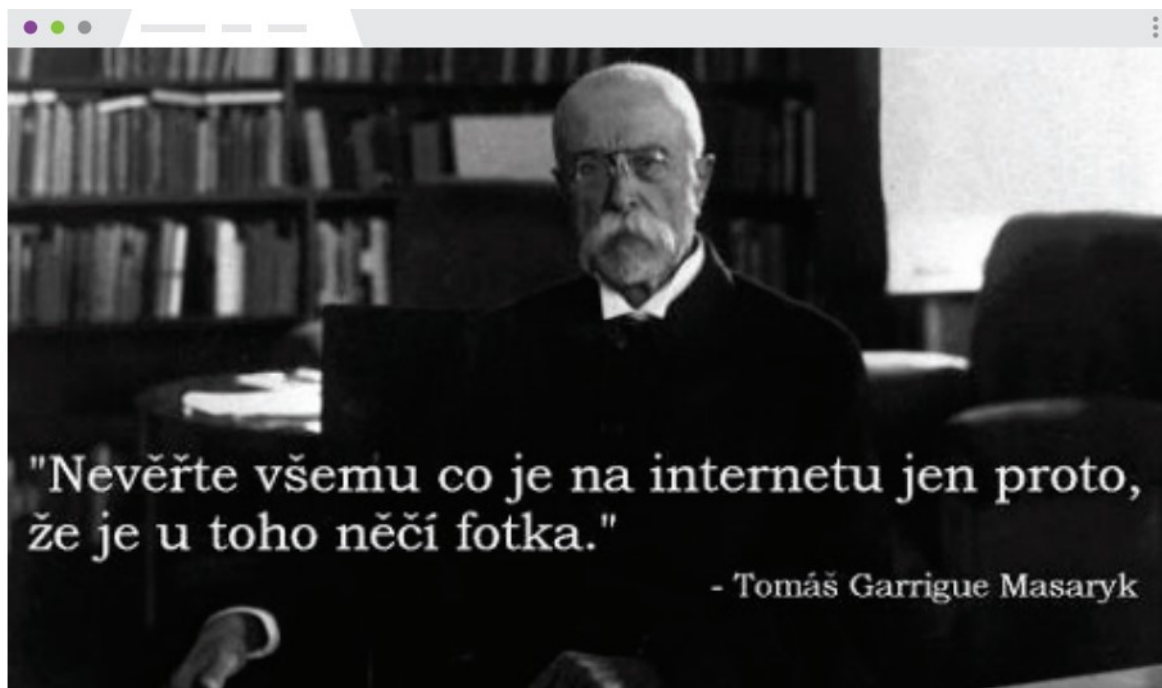 "Nevěřte všemu co je na internetu jen proto,
že je u toho něčí fotka."
- Tomáš Garrigue Masaryk